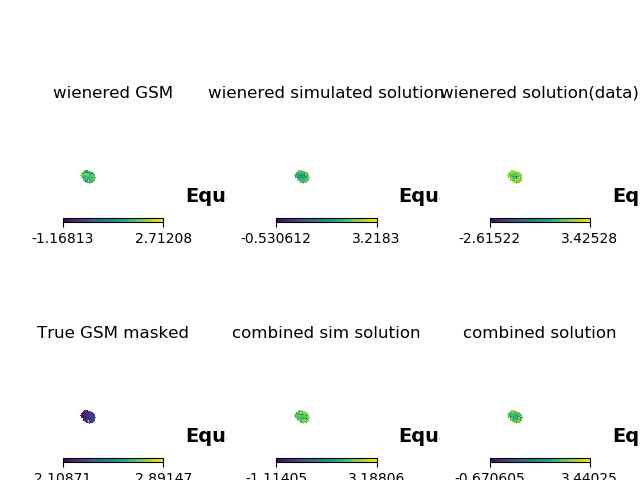 wienered GSM wienered simulated solution wienered solution(data)
Equ Equ Eq
-1.16813 2.71208 -0.530612 3.2183 -2.61522 3.42528
True GSM masked combined sim solution combined solution
Equ Equ Eq
2.10871 2.89147 -1.11405 3.18806 -0.670605 3.44025